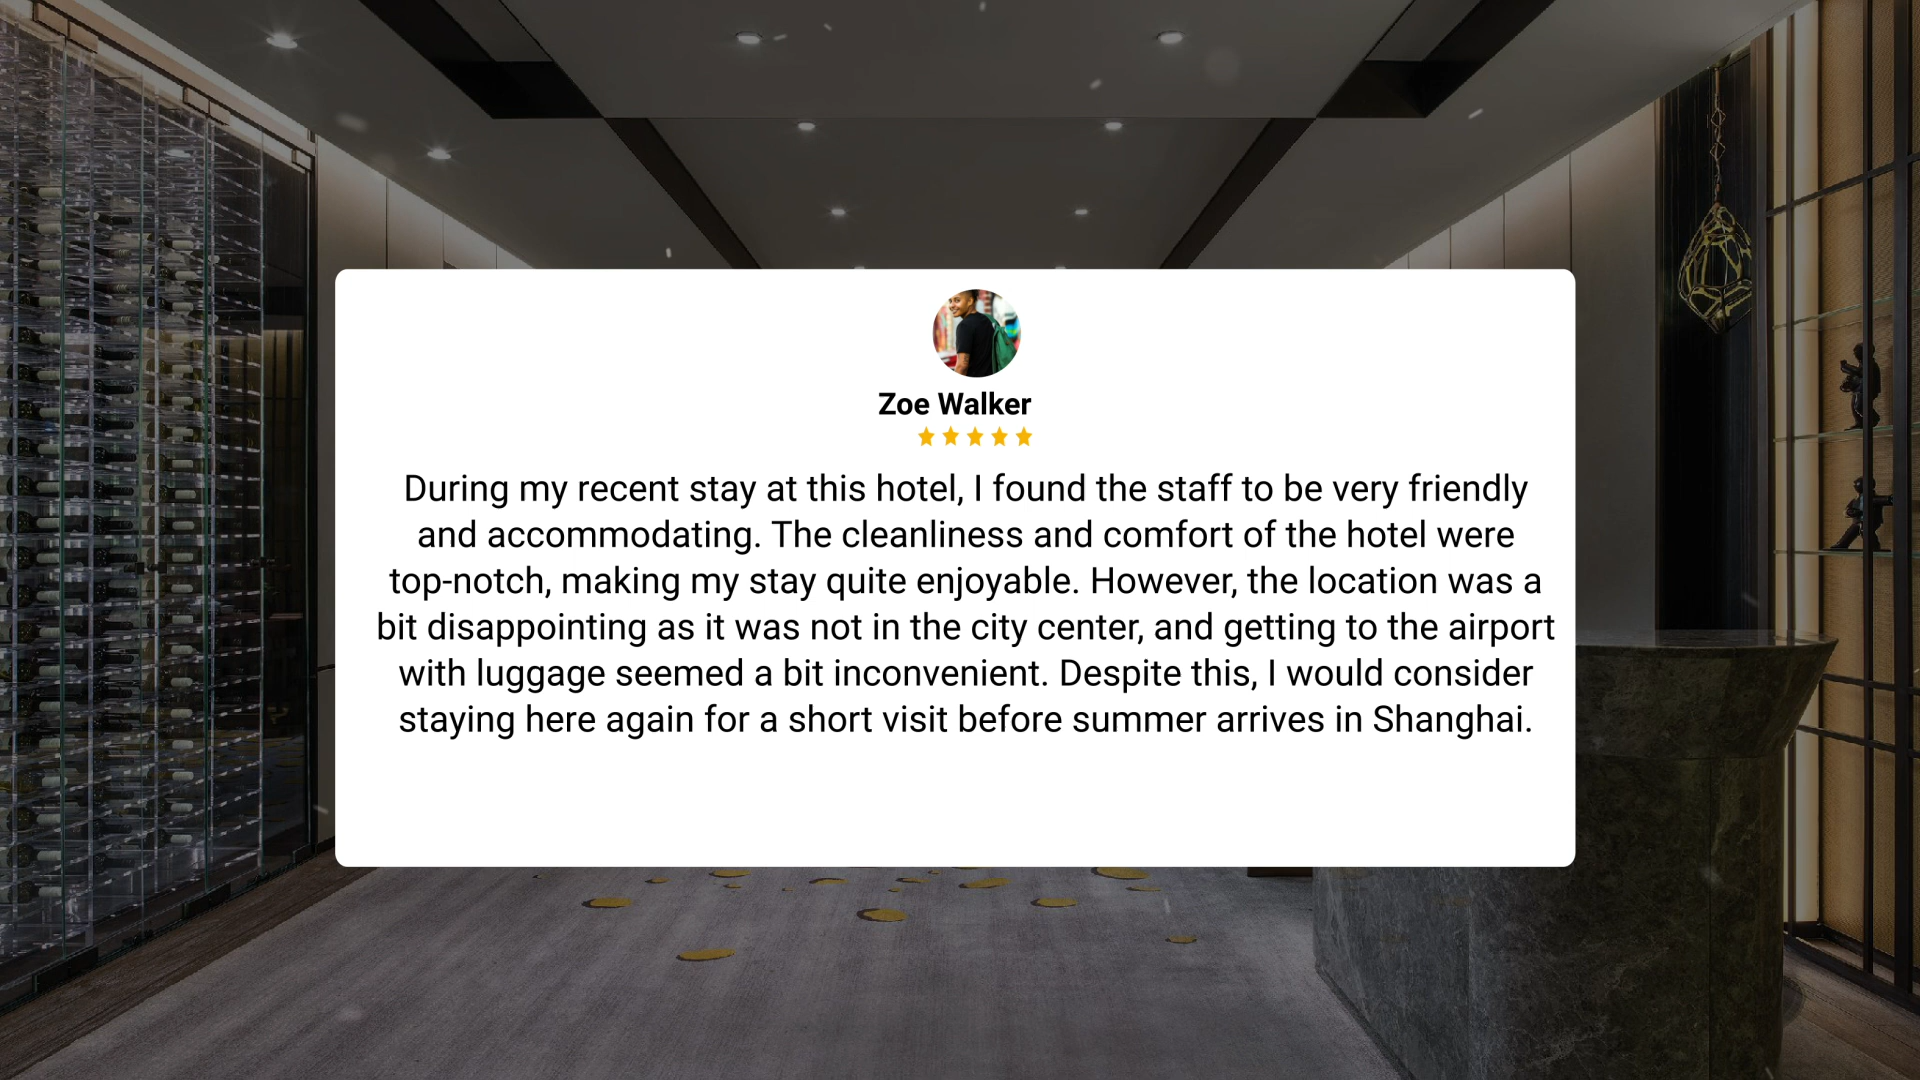 Zoe Walker
During my recent stay at this hotel, I found the staff to be very friendly
and accommodating. The cleanliness and comfort of the hotel were
top-notch, making my stay quite enjoyable. However, the location was a
bit disappointing as it was not in the city center, and getting to the airport
with luggage seemed a bit inconvenient. Despite this, I would consider
staying here again for a short visit before summer arrives in Shanghai.